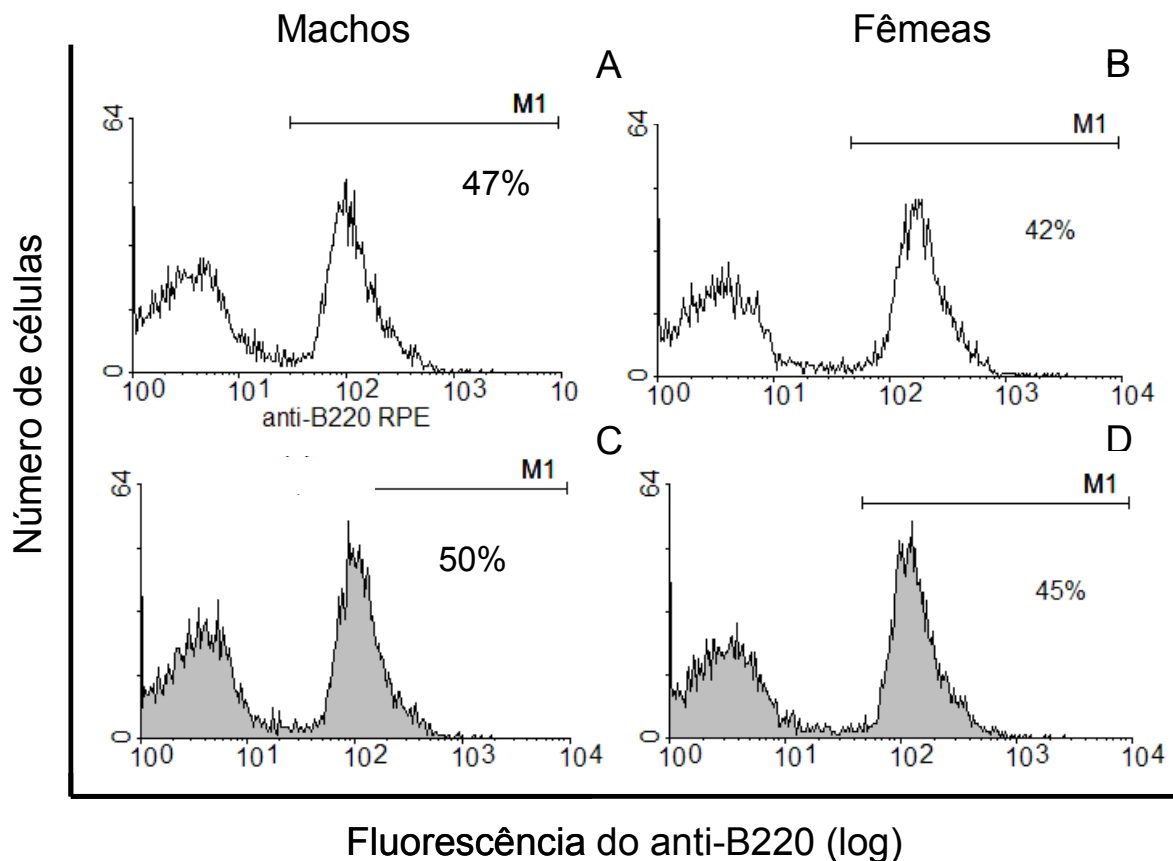 Machos
Fêmeas
A
B
M1
M1
64
64
47%
42%
0
0
10⁰ 10¹ 10² 10³ 10
10⁰ 10¹ 10² 10³ 10⁴
anti-B220 RPE
C
D
M1
M1
64
64
50%
45%
0
0
10⁰ 10¹ 10² 10³ 10⁴
10⁰ 10¹ 10² 10³ 10⁴
Número de células
Fluorescência do anti-B220 (log)